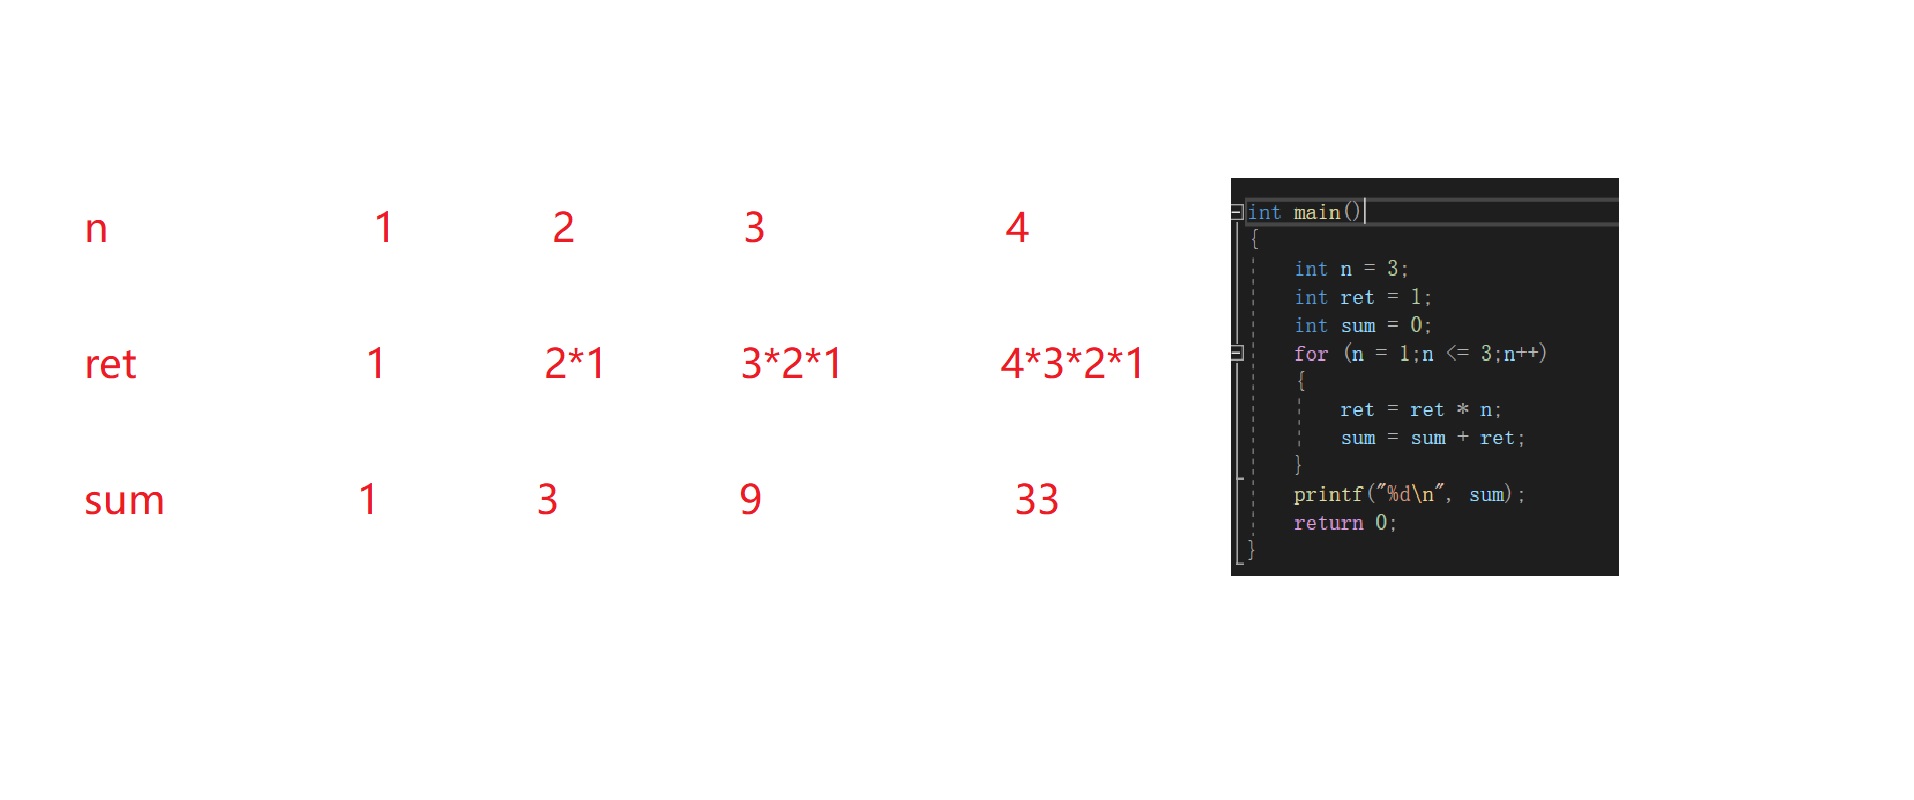 n 1 2 3 4
ret 1 2*1 3*2*1 4*3*2*1
sum 1 3 9 33
int main()
{
int n = 3;
int ret = 1;
int sum = 0;
for (n = 1;n <= 3;n++)
{
ret = ret * n;
sum = sum + ret;
}
printf("%d\n", sum);
return 0;
}